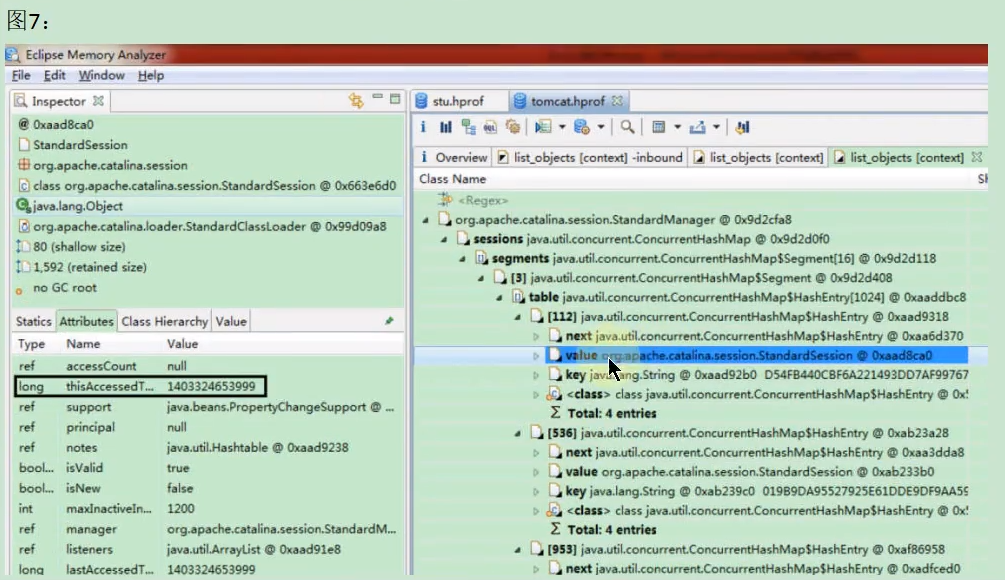 图7：
Eclipse Memory Analyzer
File Edit Window Help
Inspector
@ 0xaad8ca0
StandardSession
org.apache.catalina.session
class org.apache.catalina.session.StandardSession @ 0x663e6d0
java.lang.Object
org.apache.catalina.loader.StandardClassLoader @ 0x99d09a8
80 (shallow size)
1,592 (retained size)
no GC root
Statics Attributes Class Hierarchy Value
Type Name Value
ref accessCount null
long thisAccessedT... 1403324653999
ref support java.beans.PropertyChangeSupport @ ...
ref principal null
ref notes java.util.Hashtable @ 0xaad9238
bool... isValid true
bool... isNew false
int maxInactiveIn... 1200
ref manager org.apache.catalina.session.StandardM...
ref listeners java.util.ArrayList @ 0xaad91e8
long lastAccessedT... 1403324653999
stu.hprof tomcat.hprof
i Overview list_objects [context] -inbound list_objects [context] list_objects [context]
Class Name
<Regex>
org.apache.catalina.session.StandardManager @ 0x9d2cfa8
sessions java.util.concurrent.ConcurrentHashMap @ 0x9d2d0f0
segments java.util.concurrent.ConcurrentHashMap$Segment[16] @ 0x9d2d118
[3] java.util.concurrent.ConcurrentHashMap$Segment @ 0x9d2d408
table java.util.concurrent.ConcurrentHashMap$HashEntry[1024] @ 0xaaddbc8
[112] java.util.concurrent.ConcurrentHashMap$HashEntry @ 0xaad9318
next java.util.concurrent.ConcurrentHashMap$HashEntry @ 0xaa6d370
value org.apache.catalina.session.StandardSession @ 0xaad8ca0
key java.lang.String @ 0xaad92b0 D54FB440CBF6A221493DD7AF99767
<class> class java.util.concurrent.ConcurrentHashMap$HashEntry @ 0x
Σ Total: 4 entries
[536] java.util.concurrent.ConcurrentHashMap$HashEntry @ 0xab23a28
next java.util.concurrent.ConcurrentHashMap$HashEntry @ 0xaa3dda8
value org.apache.catalina.session.StandardSession @ 0xab233b0
key java.lang.String @ 0xab239c0 019B9DA95527925E61DDE9DF9AA59
<class> class java.util.concurrent.ConcurrentHashMap$HashEntry @ 0x
Σ Total: 4 entries
[953] java.util.concurrent.ConcurrentHashMap$HashEntry @ 0xaf86958
next java.util.concurrent.ConcurrentHashMap$HashEntry @ 0xadfced0